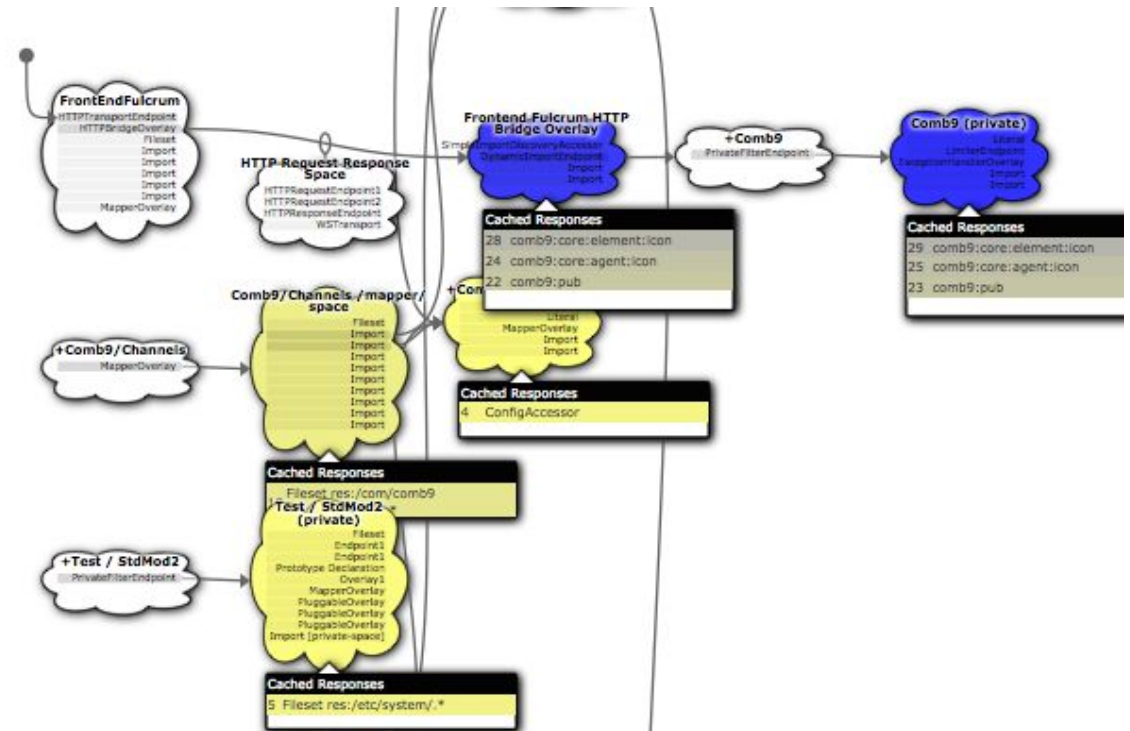 FrontEndFulcrum
HTTPTransportEndpoint
HTTPBridgeOverlay
Fileset
Import
Import
Import
Import
Import
MapperOverlay
HTTP Request Response
Space
HTTPRequestEndpoint1
HTTPRequestEndpoint2
HTTPResponseEndpoint
WSTransport
Frontend Fulcrum HTTP
Bridge Overlay
SimpleImportDiscoveryAccessor
DynamicImportEndpoint
Import
Import
Cached Responses
28 comb9:core:element:icon
24 comb9:core:agent:icon
22 comb9:pub
+Comb9
PrivateFilterEndpoint
Comb9 (private)
Literal
LimiterEndpoint
ExceptionHandlerOverlay
Import
Import
Cached Responses
29 comb9:core:element:icon
25 comb9:core:agent:icon
23 comb9:pub
+Comb9/Channels
MapperOverlay
Comb9/Channels /mapper/
space
Fileset
Import
Import
Import
Import
Import
Import
Import
Import
Import
Cached Responses
Fileset res:/com/comb9
+Com
Literal
MapperOverlay
Import
Import
Cached Responses
4 ConfigAccessor
+Test / StdMod2
PrivateFilterEndpoint
Test / StdMod2
(private)
Fileset
Endpoint1
Endpoint1
Prototype Declaration
Overlay1
MapperOverlay
PluggableOverlay
PluggableOverlay
PluggableOverlay
Import [private-space]
Cached Responses
5 Fileset res:/etc/system/.*